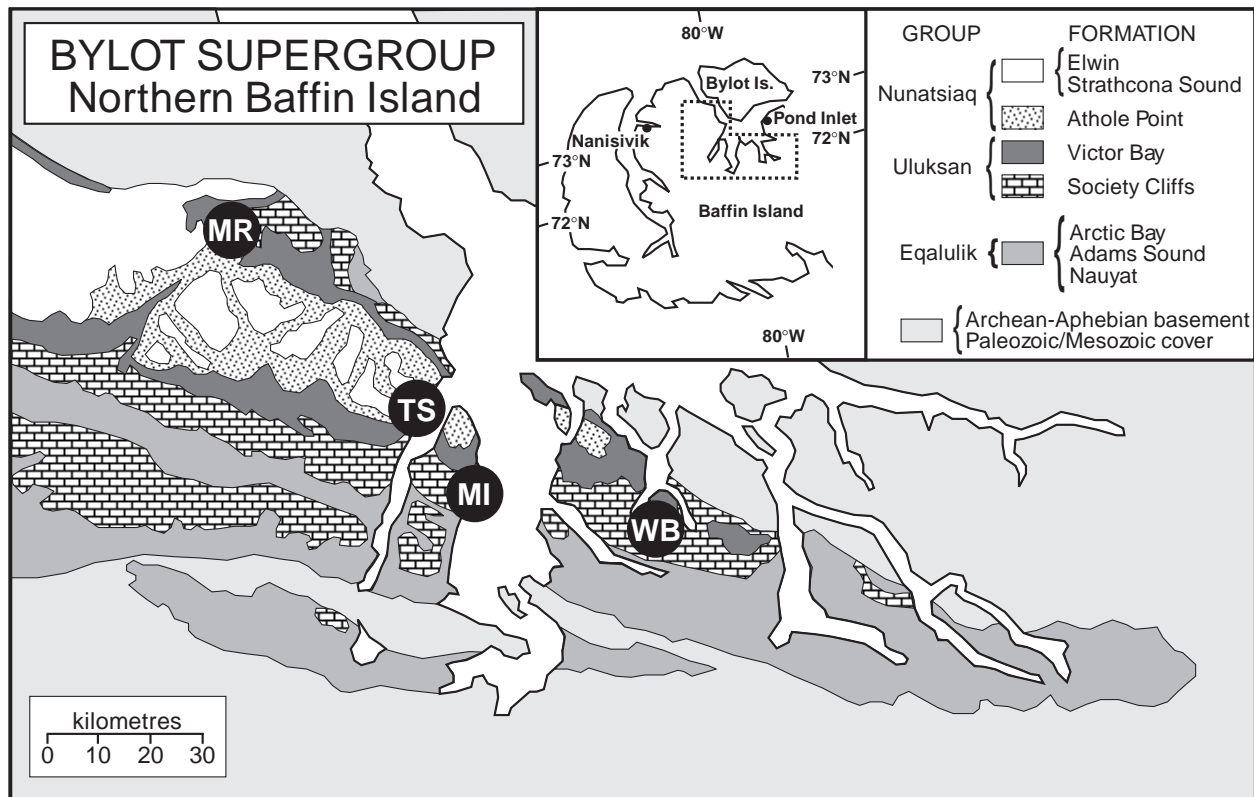 BYLOT SUPERGROUP
Northern Baffin Island
MR
TS
MI
WB
kilometres
0 10 20 30
80°W
Bylot Is.
73°N
Pond Inlet
72°N
Nanisivik
73°N
72°N
Baffin Island
80°W
GROUP FORMATION
Nunatsiaq
Elwin
Strathcona Sound
Athole Point
Uluksan
Victor Bay
Society Cliffs
Eqalulik
Arctic Bay
Adams Sound
Nauyat
Archean-Aphebian basement
Paleozoic/Mesozoic cover